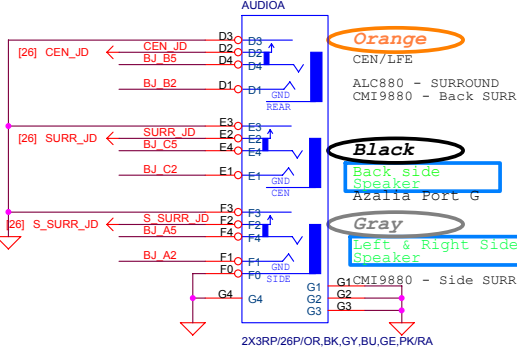 AUDIOA
D3 D3 Orange
[26] CEN_JD CEN_JD D2 D2 CEN/LFE
BJ_B5 D4 D4
ALC880 - SURROUND
BJ_B2 D1 D1 GND CMI9880 - Back SURR
REAR
E3 E3
[26] SURR_JD SURR_JD E2 E2 Black
BJ_C5 E4 E4
Back side
BJ_C2 E1 E1 GND Speaker
CEN Azalia Port G
F3 F3
[26] S_SURR_JD S_SURR_JD F2 F2 Gray
BJ_A5 F4 F4
Left & Right Side
BJ_A2 F1 F1 Speaker
F0 F0 GND
SIDE G1 G1 CMI9880 - Side SURR
G4 G4 G2 G2
G3 G3
2X3RP/26P/OR,BK,GY,BU,GE,PK/RA